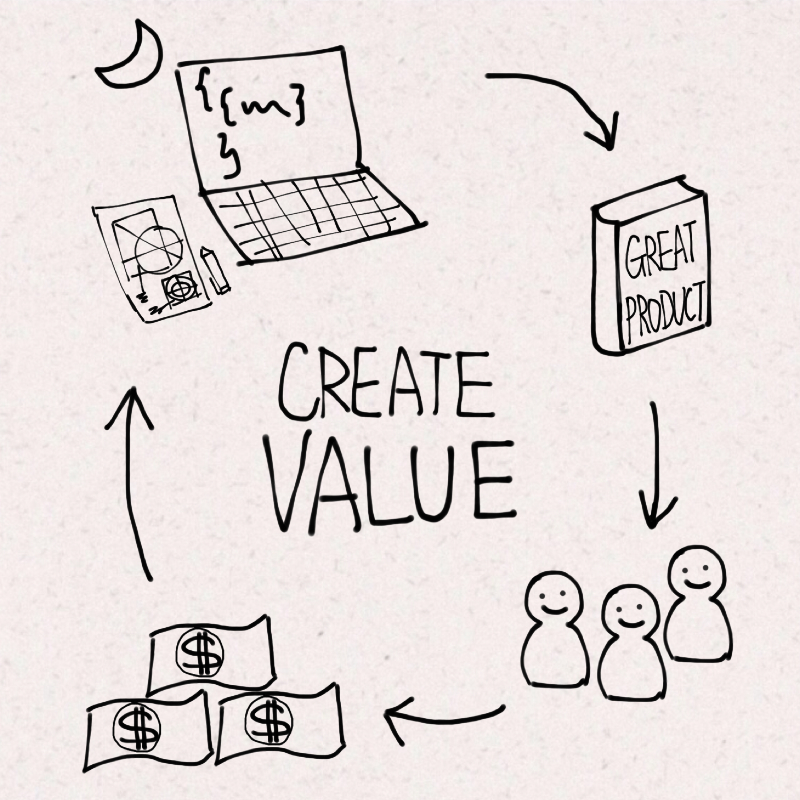 {
{m}
}
GREAT
PRODUCT
CREATE
VALUE
$
$
$